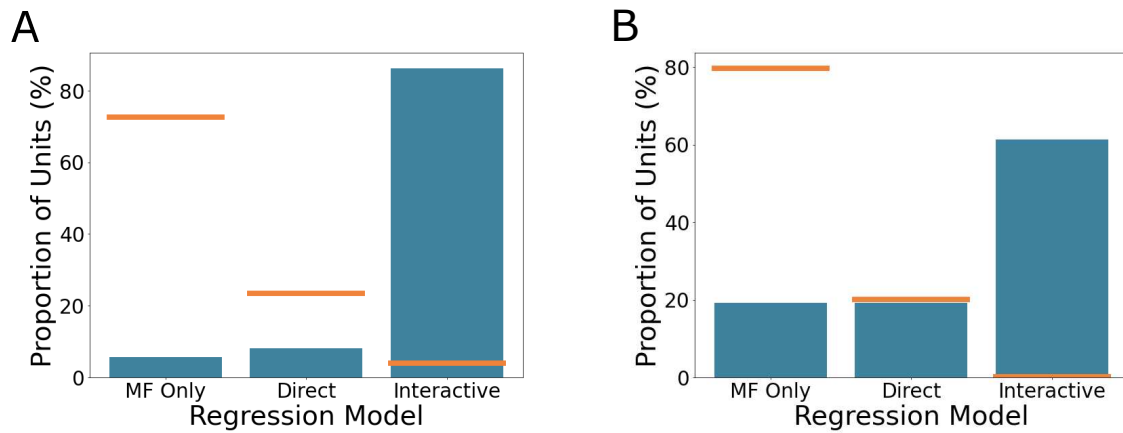 A
Proportion of Units (%)
80
60
40
20
0
MF Only Direct Interactive
Regression Model
B
Proportion of Units (%)
80
60
40
20
0
MF Only Direct Interactive
Regression Model